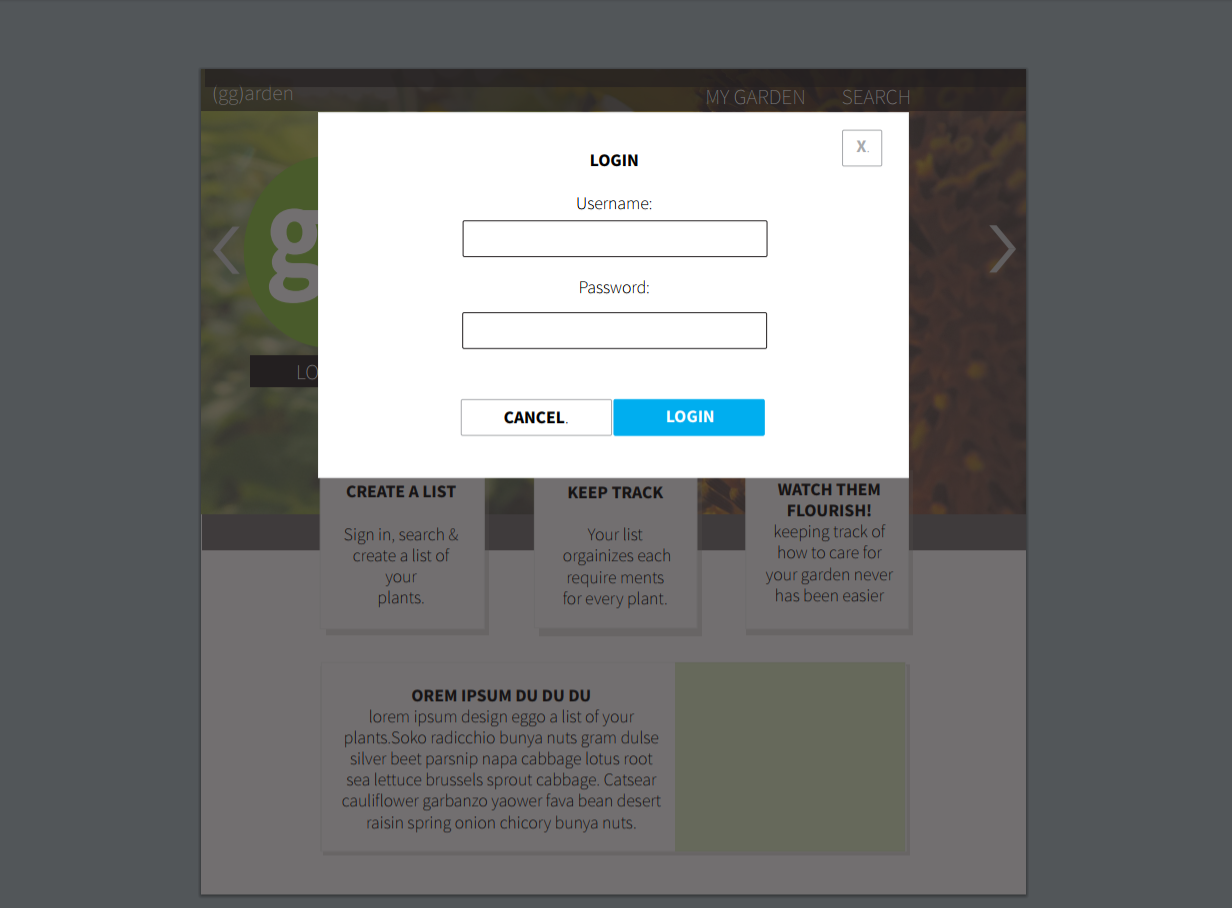 (gg)arden
MY GARDEN SEARCH
X.
LOGIN
Username:
g
Password:
LO
CANCEL. LOGIN
CREATE A LIST
Sign in, search &
create a list of
your
plants.
KEEP TRACK
Your list
orgainizes each
require ments
for every plant.
WATCH THEM
FLOURISH!
keeping track of
how to care for
your garden never
has been easier
OREM IPSUM DU DU DU
lorem ipsum design eggo a list of your
plants.Soko radicchio bunya nuts gram dulse
silver beet parsnip napa cabbage lotus root
sea lettuce brussels sprout cabbage. Catsear
cauliflower garbanzo yaower fava bean desert
raisin spring onion chicory bunya nuts.